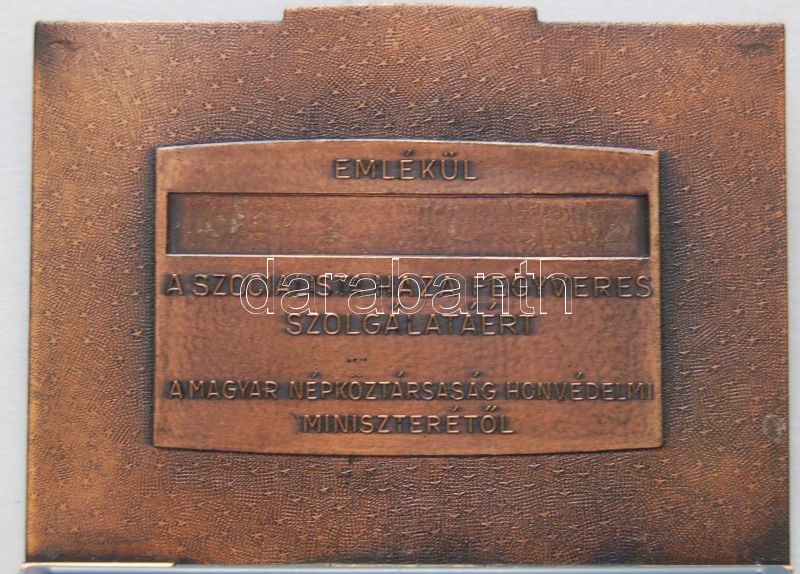 EMLÉKÜL
A SZOCIALISTA HAZA FEGYVERES
SZOLGÁLATÁÉRT
A MAGYAR NÉPKÖZTÁRSASÁG HONVÉDELMI
MINISZTERÉTŐL
darabanth